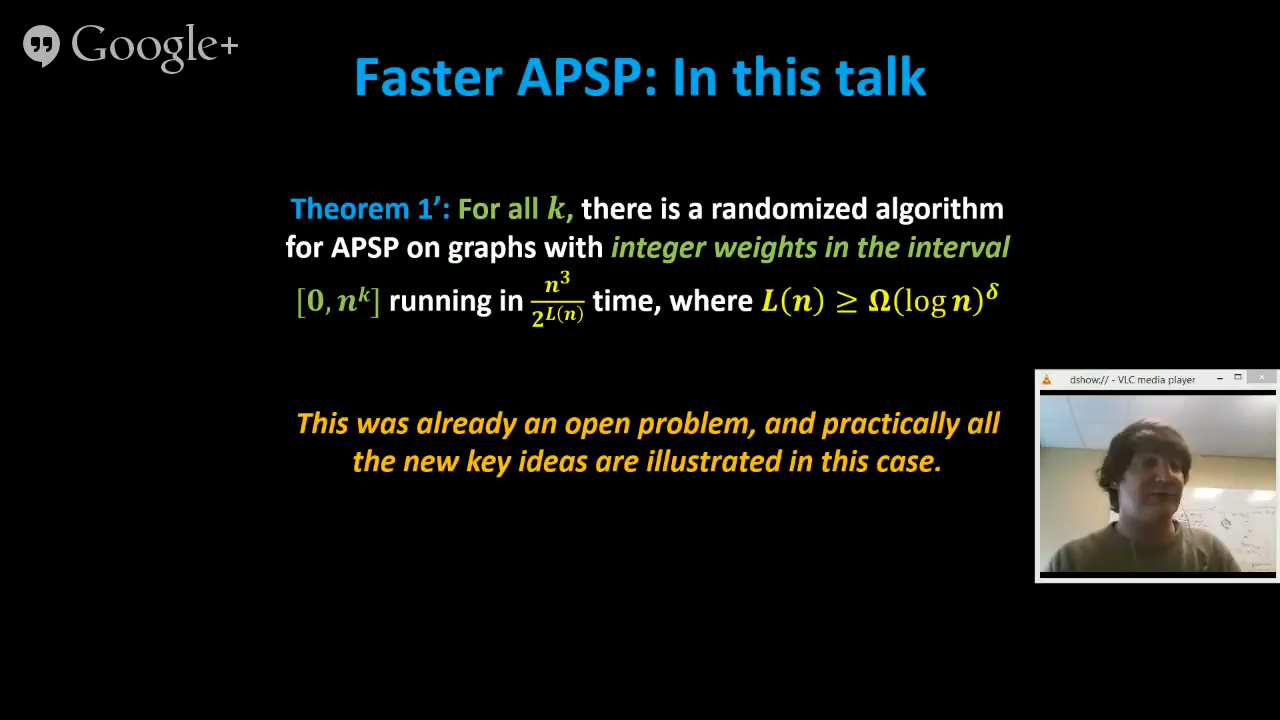 Google+
Faster APSP: In this talk
Theorem 1’: For all k, there is a randomized algorithm
for APSP on graphs with integer weights in the interval
[0, nᵏ] running in n³/2^L(n) time, where L(n) ≥ Ω(log n)^δ
dshow:// - VLC media player
This was already an open problem, and practically all
the new key ideas are illustrated in this case.